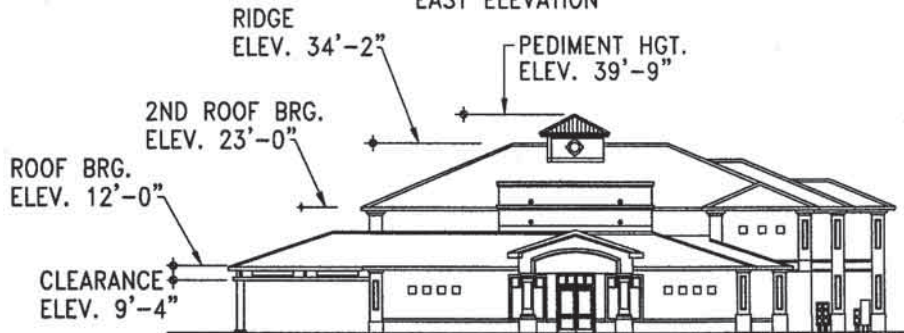 EAST ELEVATION
RIDGE
ELEV. 34'-2"
PEDIMENT HGT.
ELEV. 39'-9"
2ND ROOF BRG.
ELEV. 23'-0"
ROOF BRG.
ELEV. 12'-0"
CLEARANCE
ELEV. 9'-4"